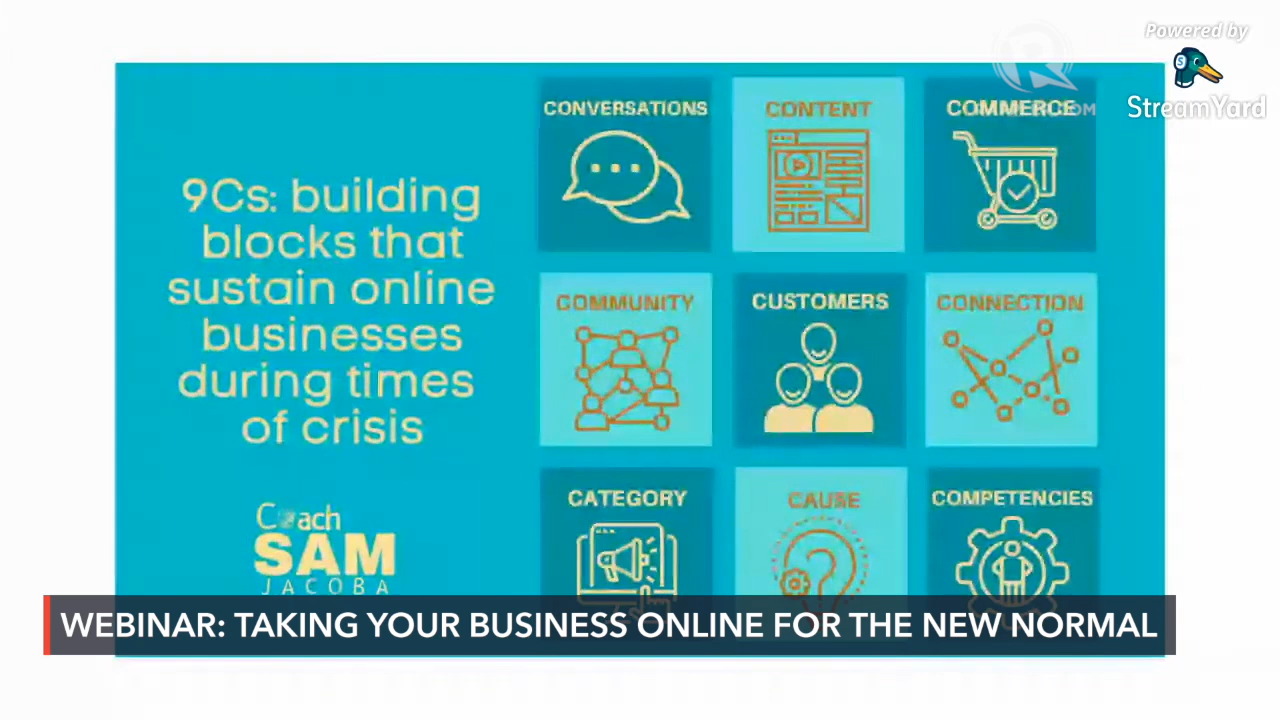 Powered by
StreamYard
CONVERSATIONS
CONTENT
COMMERCE
9Cs: building
blocks that
sustain online
businesses
during times
of crisis
COMMUNITY
CUSTOMERS
CONNECTION
CATEGORY
CAUSE
COMPETENCIES
Coach
SAM
JACOBA
WEBINAR: TAKING YOUR BUSINESS ONLINE FOR THE NEW NORMAL